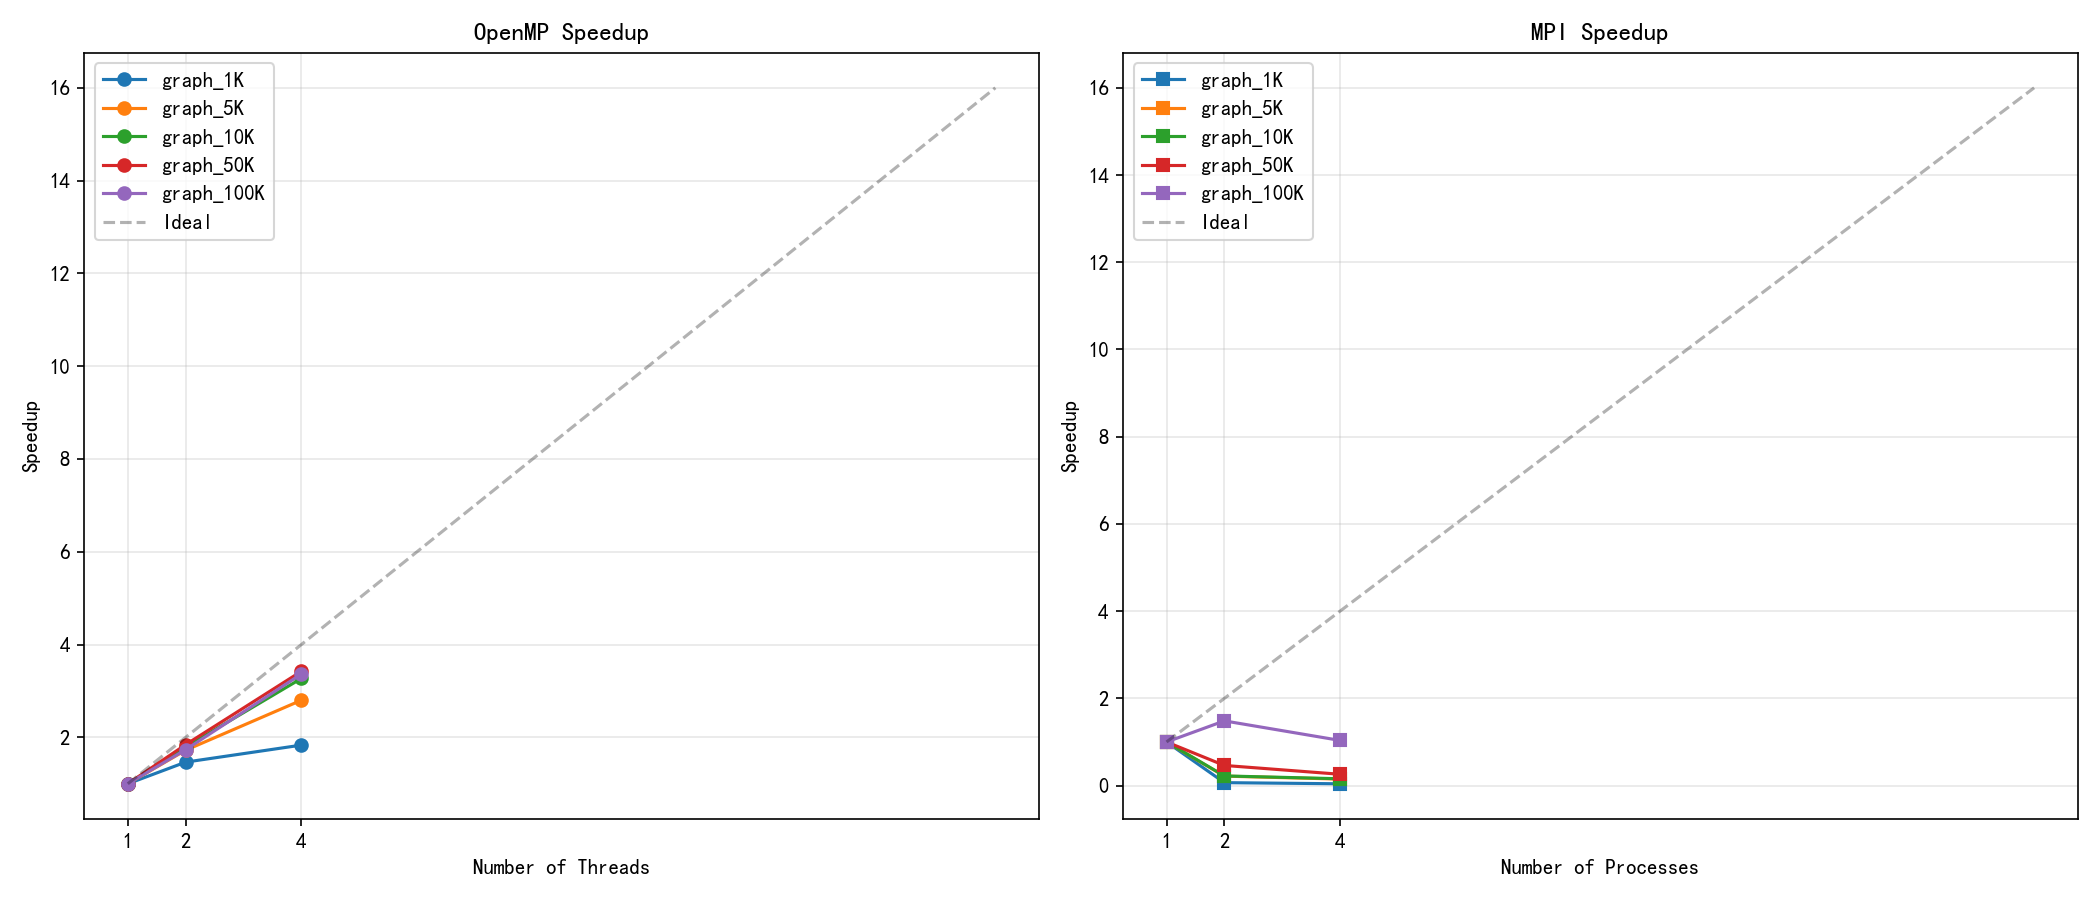 OpenMP Speedup
graph_1K
graph_5K
graph_10K
graph_50K
graph_100K
Ideal
16
14
12
10
8
6
4
2
Speedup
1 2 4
Number of Threads
MPI Speedup
graph_1K
graph_5K
graph_10K
graph_50K
graph_100K
Ideal
16
14
12
10
8
6
4
2
0
Speedup
1 2 4
Number of Processes